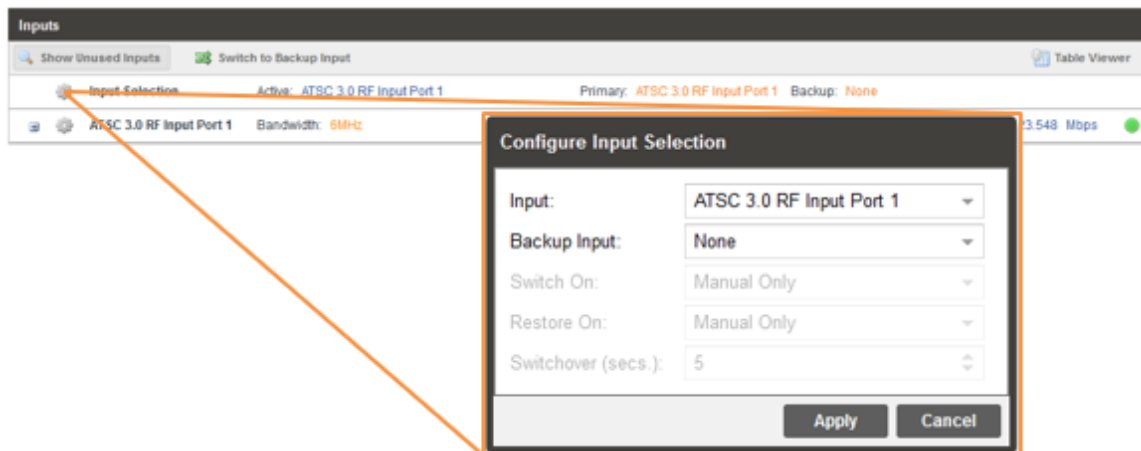 Inputs
Show Unused Inputs Switch to Backup Input Table Viewer
Input Selection Active: ATSC 3.0 RF Input Port 1 Primary: ATSC 3.0 RF Input Port 1 Backup: None
ATSC 3.0 RF Input Port 1 Bandwidth: 6MHz 23.548 Mbps
Configure Input Selection
Input: ATSC 3.0 RF Input Port 1
Backup Input: None
Switch On: Manual Only
Restore On: Manual Only
Switchover (secs.): 5
Apply Cancel